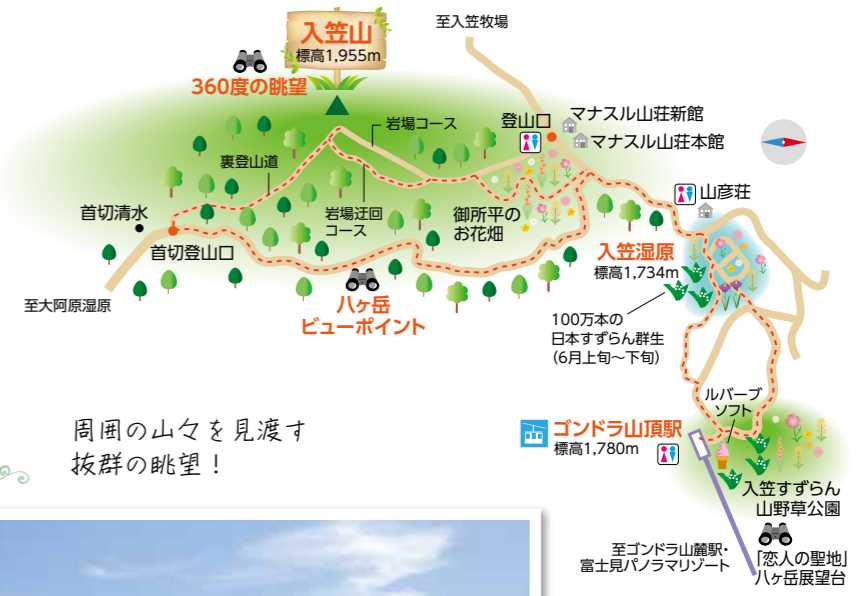 入笠山
標高1,955m
360度の眺望
至入笠牧場
岩場コース
登山口
マナスル山荘新館
マナスル山荘本館
裏登山道
山彦荘
首切清水
岩場迂回
コース
御所平の
お花畑
首切登山口
入笠湿原
標高1,734m
八ヶ岳
ビューポイント
至大阿原湿原
100万本の
日本すずらん群生
(6月上旬〜下旬)
ルバーブ
ソフト
周囲の山々を見渡す
抜群の眺望！
ゴンドラ山頂駅
標高1,780m
入笠すずらん
山野草公園
至ゴンドラ山麓駅・
富士見パノラマリゾート
「恋人の聖地」
八ヶ岳展望台